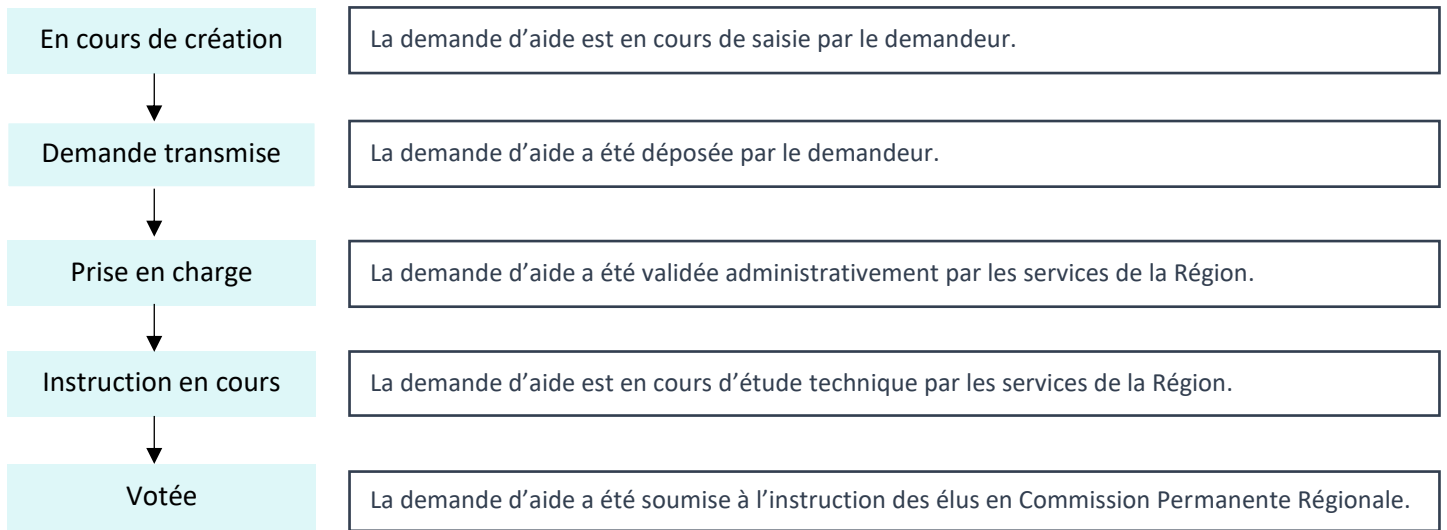 En cours de création
La demande d’aide est en cours de saisie par le demandeur.
Demande transmise
La demande d’aide a été déposée par le demandeur.
Prise en charge
La demande d’aide a été validée administrativement par les services de la Région.
Instruction en cours
La demande d’aide est en cours d’étude technique par les services de la Région.
Votée
La demande d’aide a été soumise à l’instruction des élus en Commission Permanente Régionale.